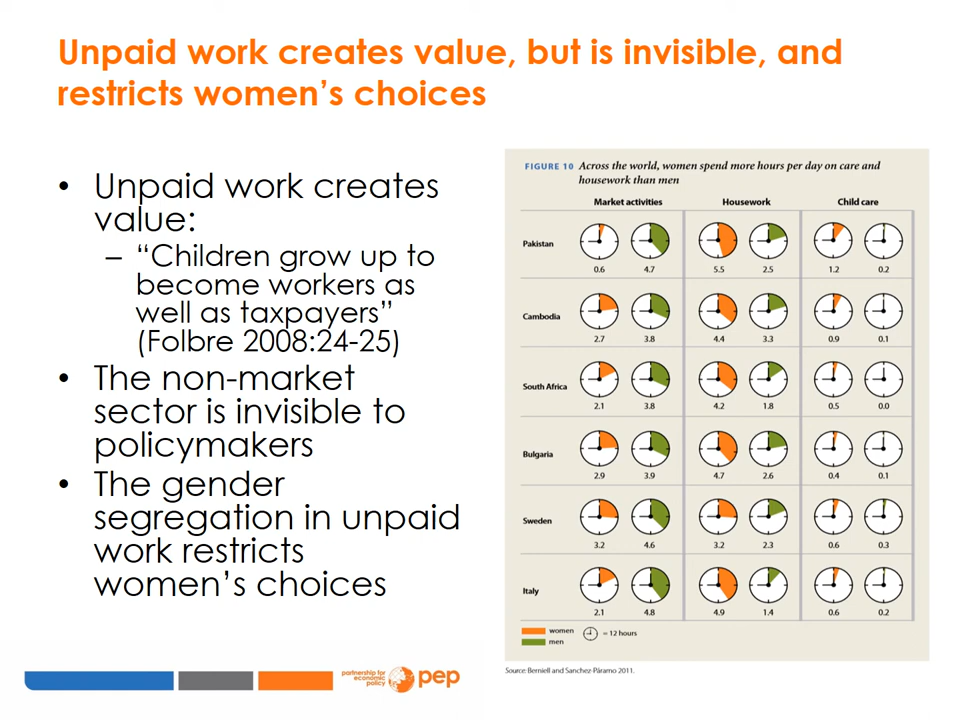 Unpaid work creates value, but is invisible, and
restricts women’s choices
• Unpaid work creates
value:
– “Children grow up to
become workers as
well as taxpayers”
(Folbre 2008:24-25)
• The non-market
sector is invisible to
policymakers
• The gender
segregation in unpaid
work restricts
women’s choices
FIGURE 10 Across the world, women spend more hours per day on care and
housework than men
Market activities Housework Child care
Pakistan
0.6 4.7 5.5 2.5 1.2 0.2
Cambodia
2.7 3.8 4.4 3.3 0.9 0.1
South Africa
2.1 3.8 4.2 1.8 0.5 0.0
Bulgaria
2.9 3.9 4.7 2.6 0.4 0.1
Sweden
3.2 4.6 3.2 2.3 0.6 0.3
Italy
2.1 4.8 4.9 1.4 0.6 0.2
women = 12 hours
men
Source: Berniell and Sanchez-Páramo 2011.
partnership for
economic
policy
pep